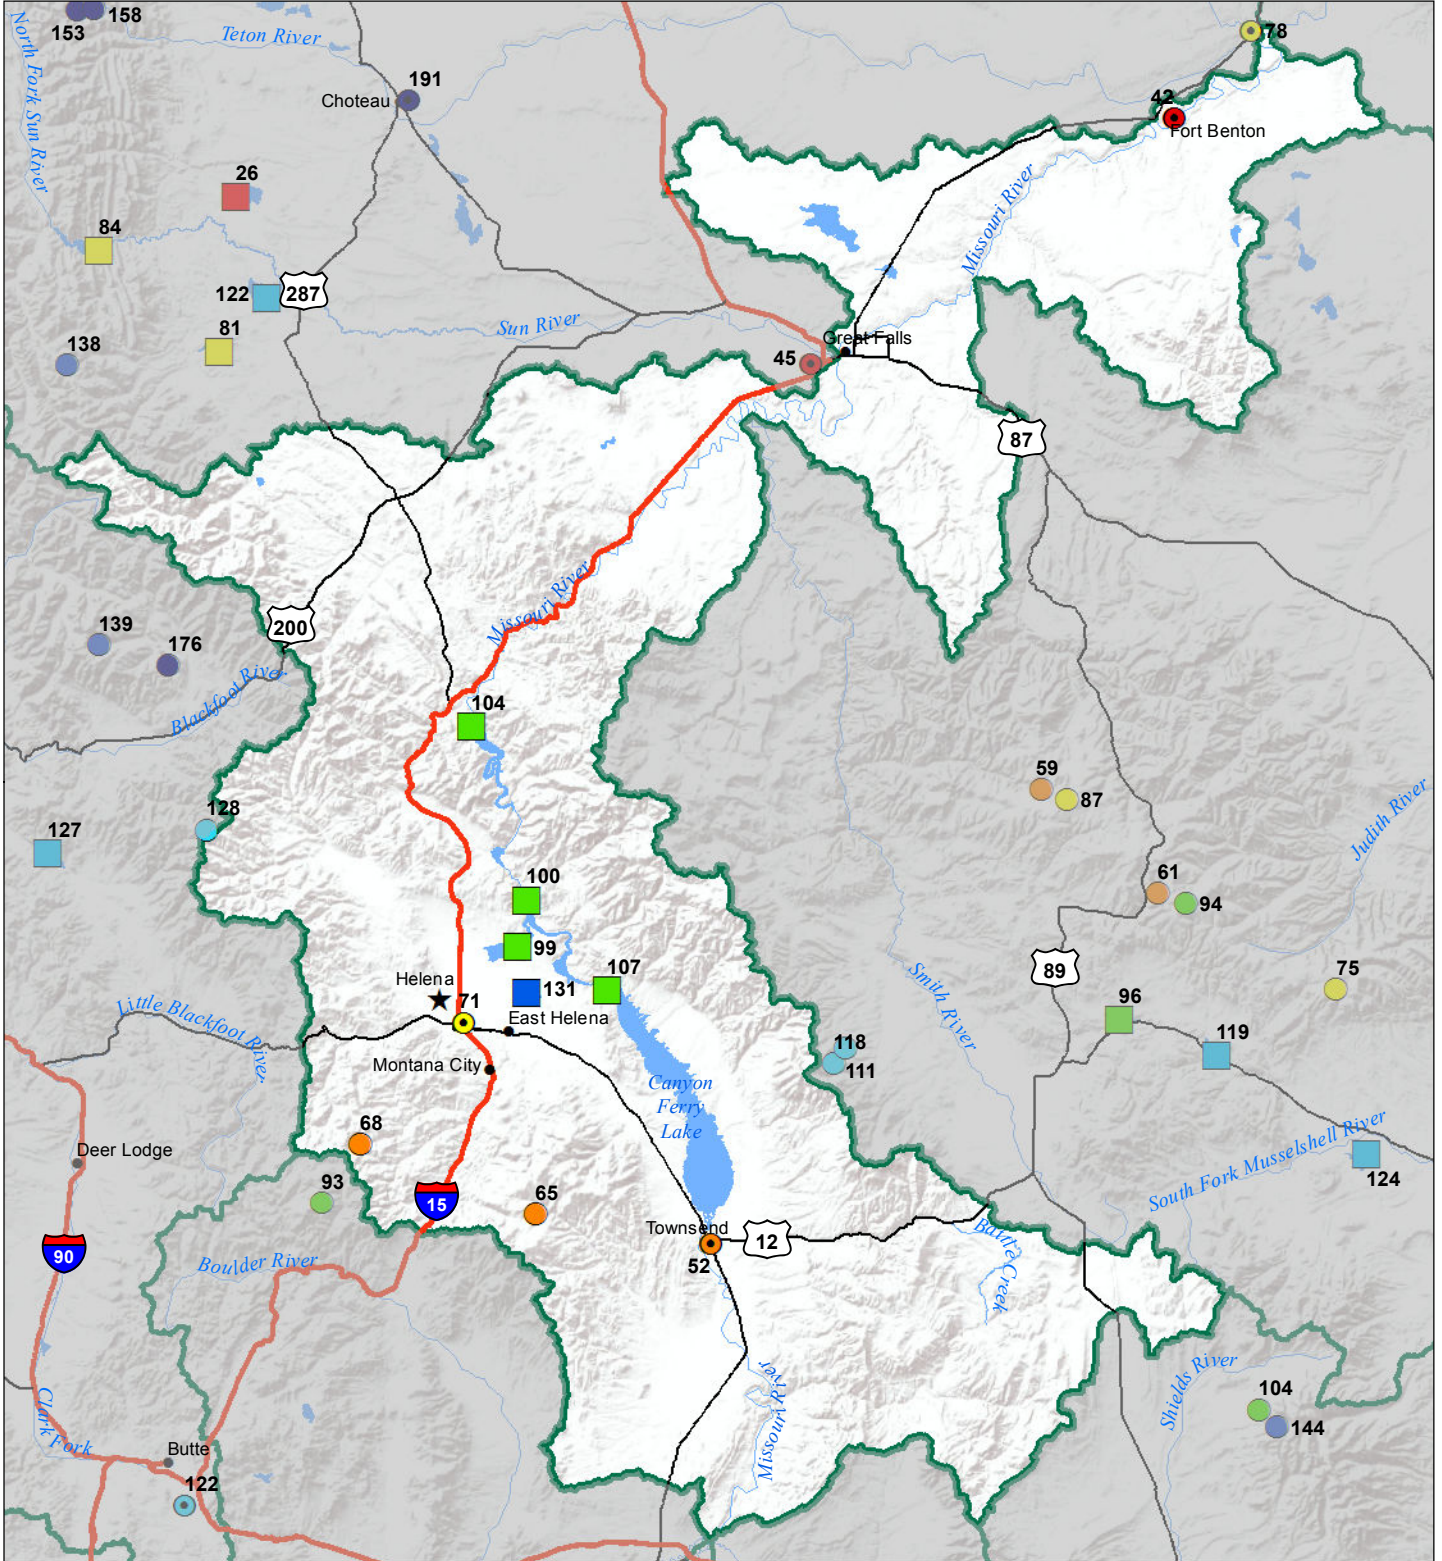 153
158
North Fork Sun River
Teton River
78
191
Choteau
42
Fort Benton
26
84
Missouri River
122
287
81
Sun River
138
Great Falls
45
87
Missouri River
139
200
176
Blackfoot River
104
59
87
128
127
Judith River
61
94
100
99
107
Helena
131
71
East Helena
Smith River
89
75
96
Little Blackfoot River
118
111
119
Montana City
Canyon
Ferry
Lake
68
Deer Lodge
South Fork Musselshell River
124
93
15
65
Townsend
12
52
Battle Creek
90
Boulder River
Missouri River
Shields River
104
144
Clark Fork
Butte
122